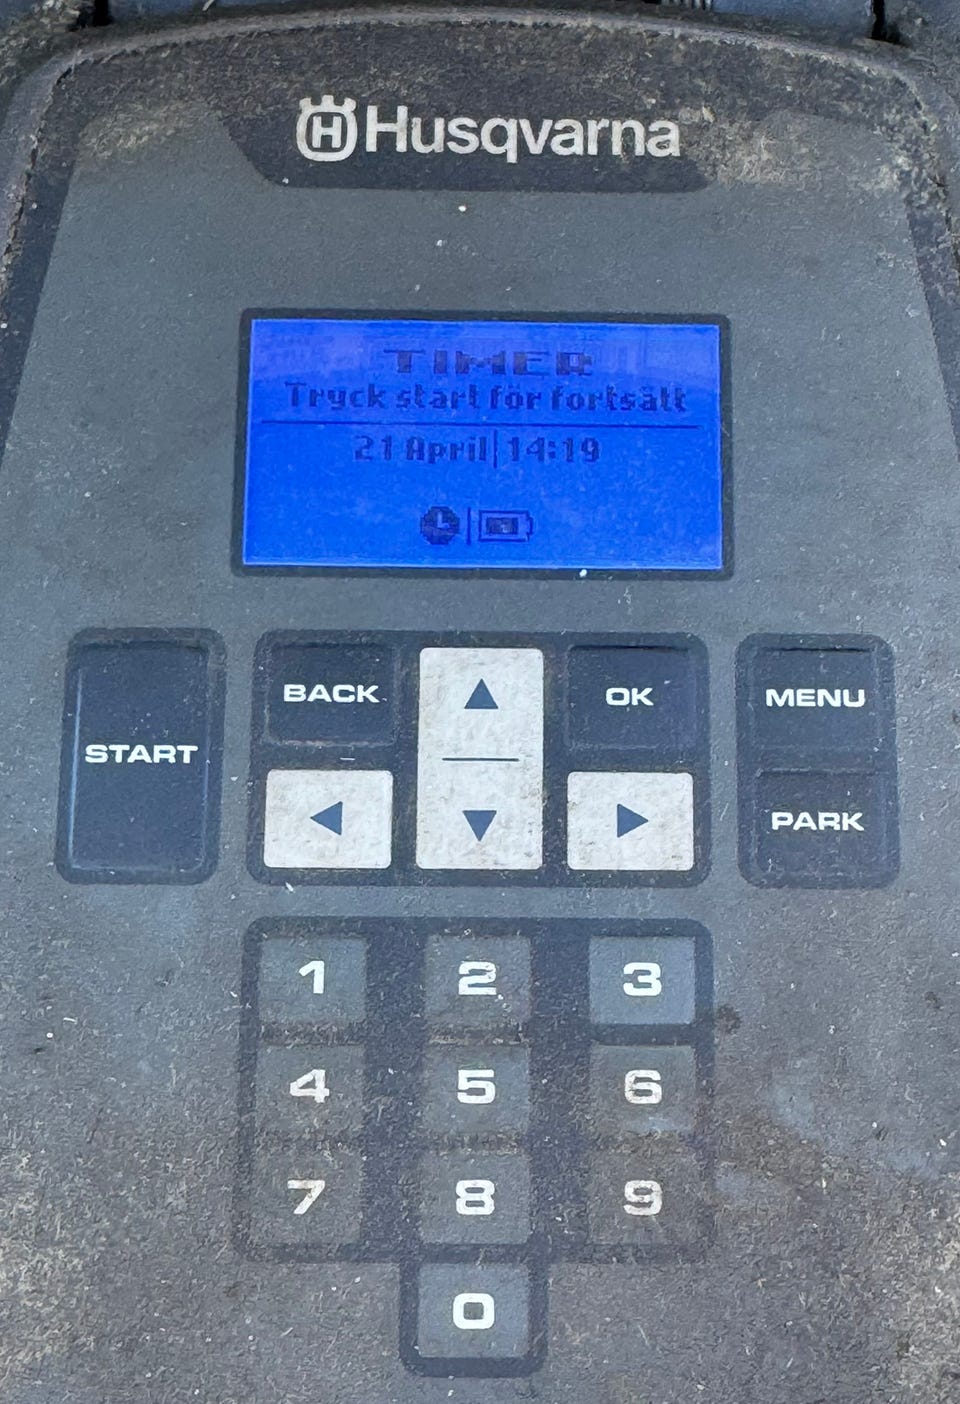 Husqvarna
TIMER
Tryck start för fortsätt
21 April 14:19
START
BACK
OK
MENU
PARK
1 2 3
4 5 6
7 8 9
0